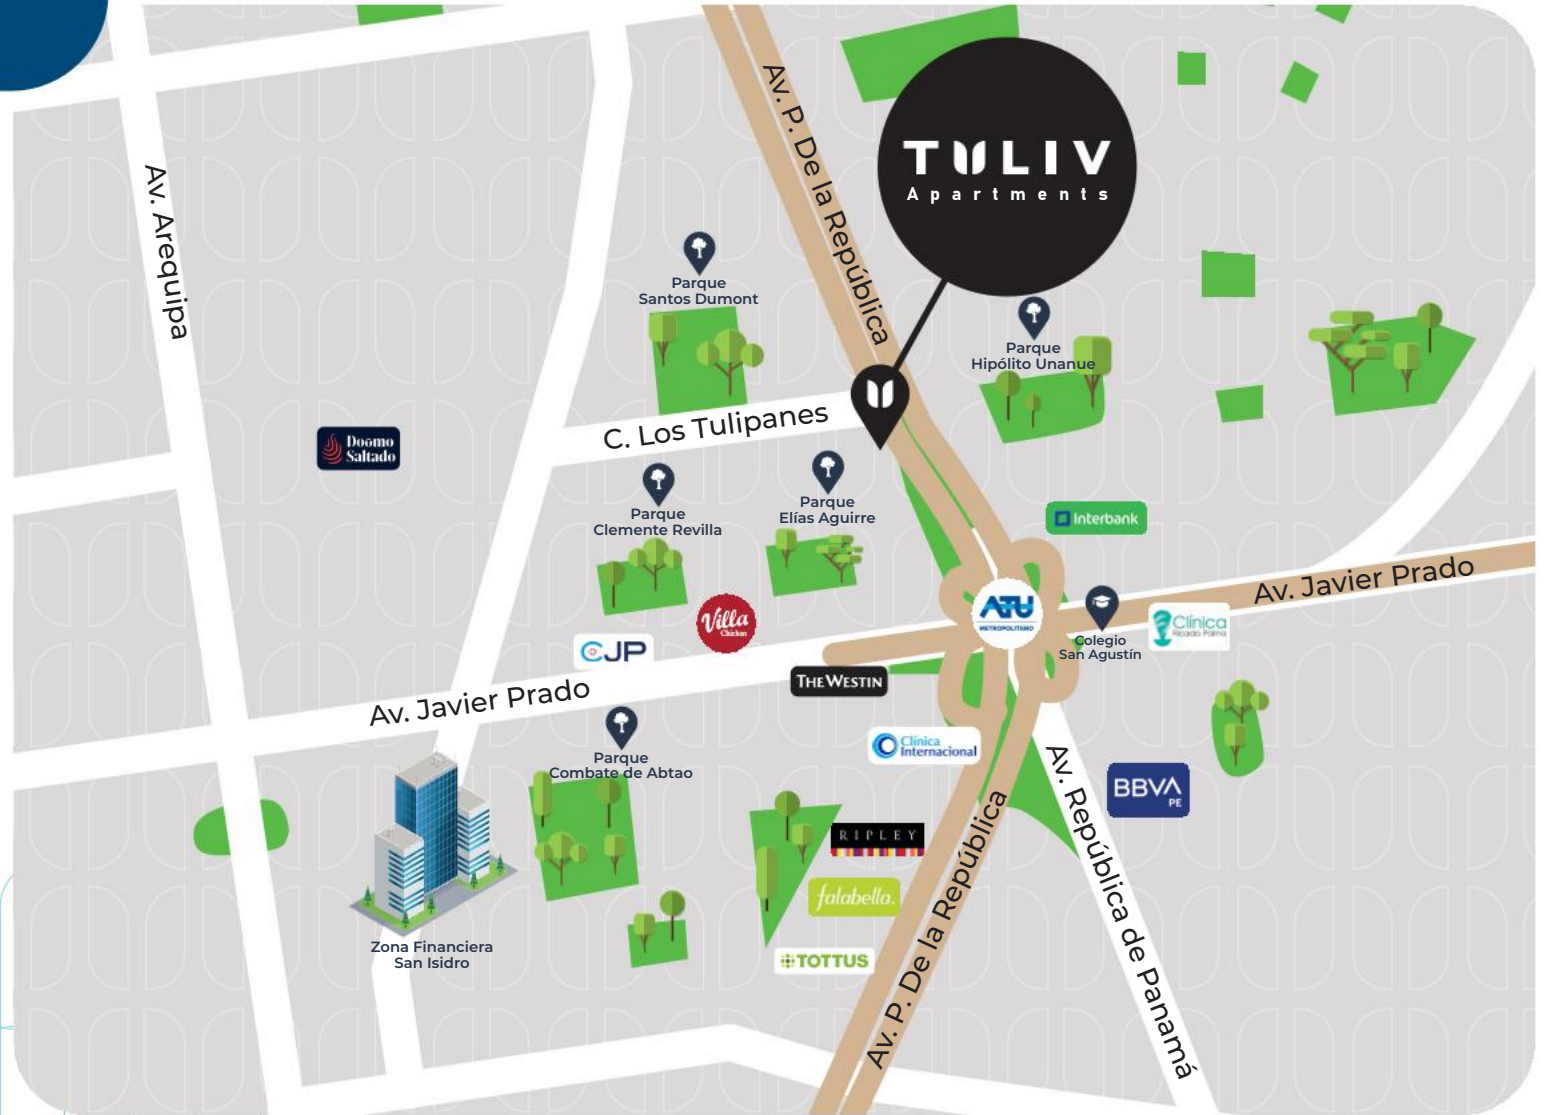 Av. P. De la República
TULIV
Apartments
Av. Arequipa
Parque
Santos Dumont
Parque
Hipólito Unanue
C. Los Tulipanes
Doomo
Saltado
Parque
Clemente Revilla
Parque
Elías Aguirre
Interbank
Av. Javier Prado
ATU
METROPOLITANO
Villa
Chicken
CJP
Colegio
San Agustín
Clínica
Ricardo Palma
THE WESTIN
Av. Javier Prado
Clínica
Internacional
Parque
Combate de Abtao
BBVA
PE
Av. República de Panamá
RIPLEY
falabella.
TOTTUS
Av. P. De la República
Zona Financiera
San Isidro